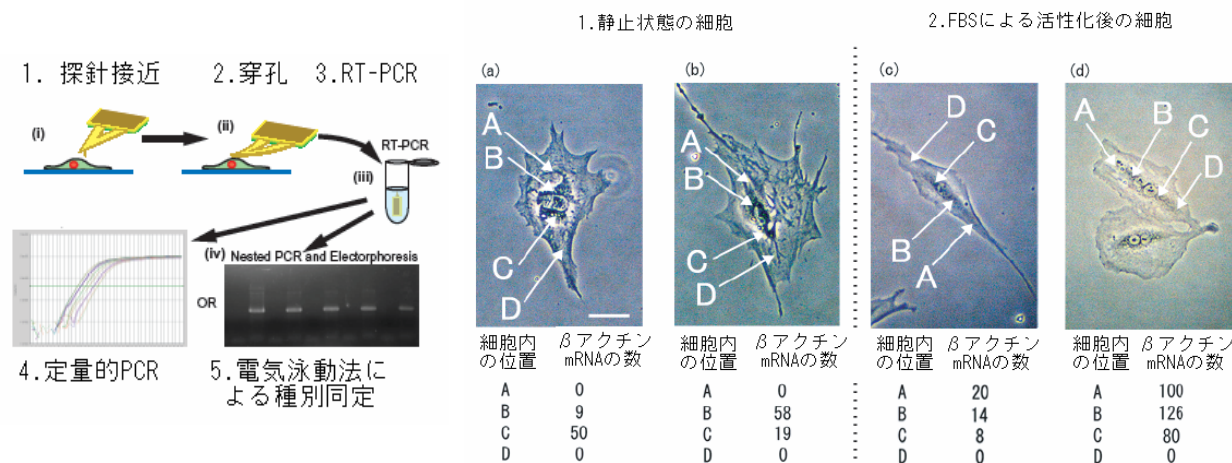 1. 探針接近
2.穿孔
3.RT-PCR
(i)
(ii)
RT-PCR
(iii)
(iv)
Nested PCR and Electorphoresis
OR
4.定量的PCR
5.電気泳動法に
よる種別同定
1.静止状態の細胞
2.FBSによる活性化後の細胞
(a)
A
B
C
D
細胞内
の位置
βアクチン
mRNAの数
A 0
B 9
C 50
D 0
(b)
A
B
C
D
細胞内
の位置
βアクチン
mRNAの数
A 0
B 58
C 19
D 0
(c)
D
C
B
A
細胞内
の位置
βアクチン
mRNAの数
A 20
B 14
C 8
D 0
(d)
A
B
C
D
細胞内
の位置
βアクチン
mRNAの数
A 100
B 126
C 80
D 0